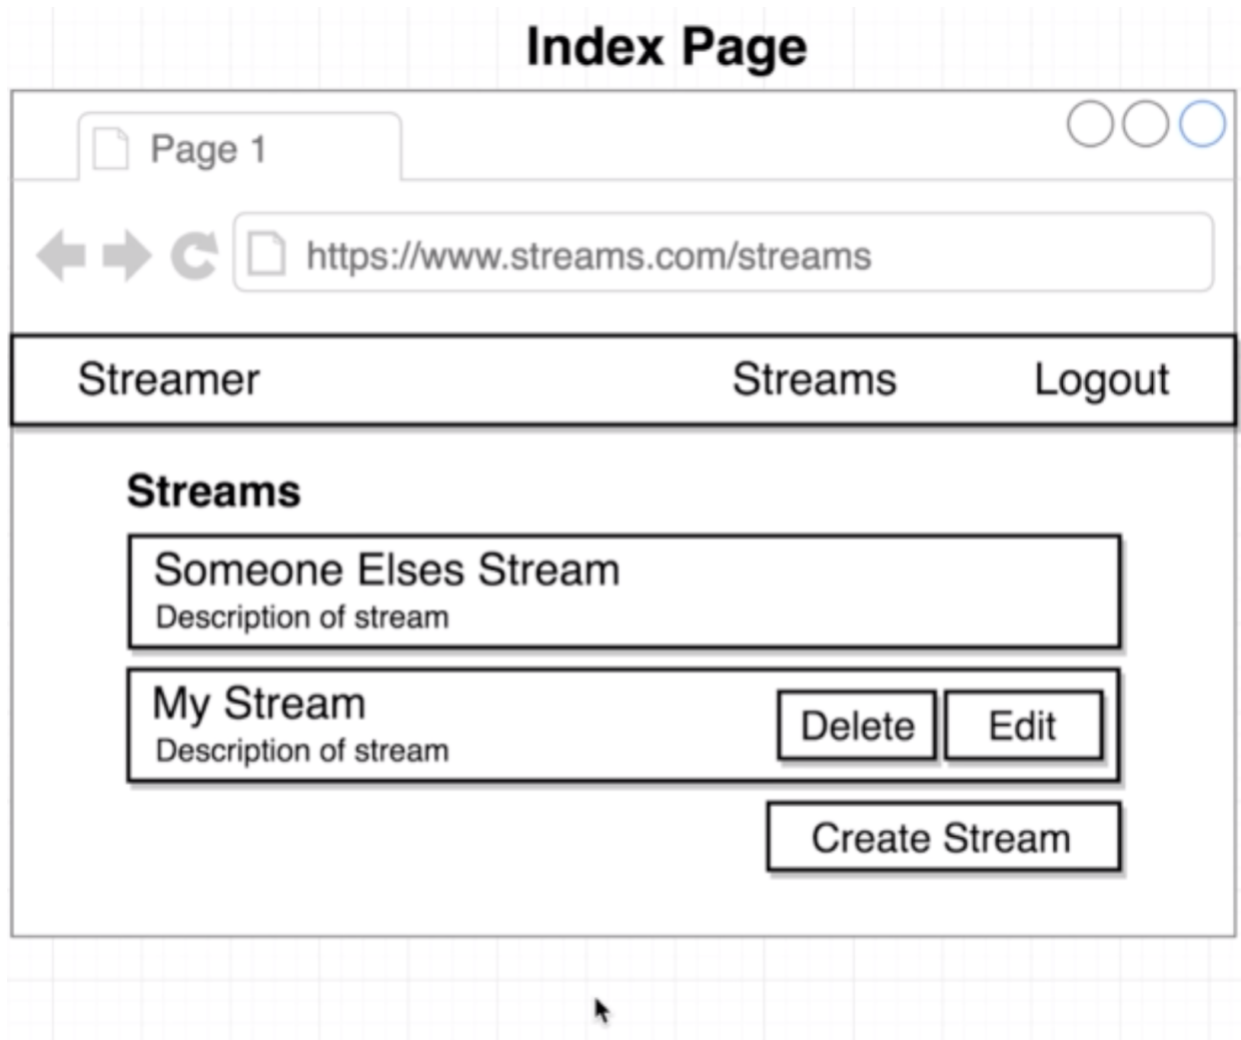 Index Page
Page 1
https://www.streams.com/streams
Streamer Streams Logout
Streams
Someone Elses Stream
Description of stream
My Stream
Description of stream
Delete Edit
Create Stream